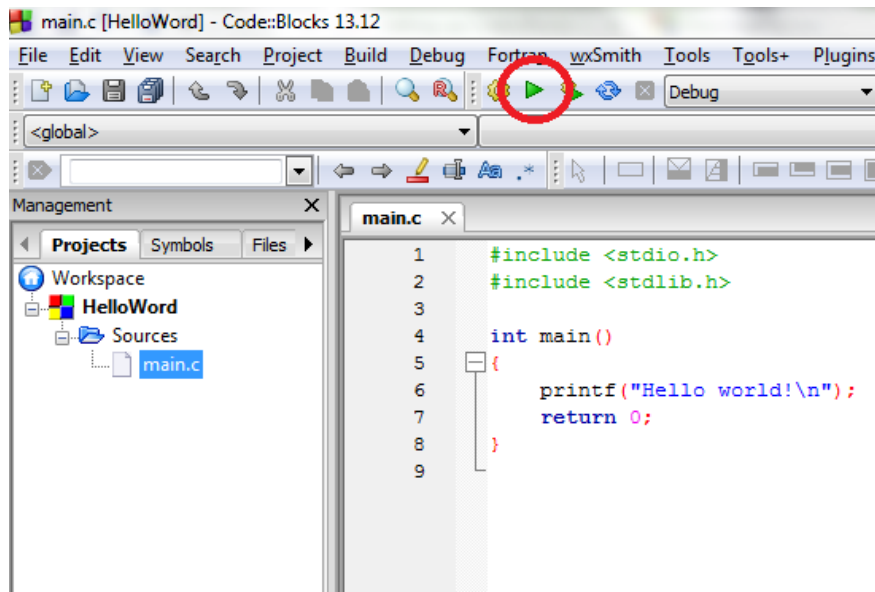 main.c [HelloWord] - Code::Blocks 13.12
File Edit View Search Project Build Debug Fortran wxSmith Tools Tools+ Plugins
Debug
<global>
Management
main.c
Projects Symbols Files
Workspace
HelloWord
Sources
main.c
1 #include <stdio.h>
2 #include <stdlib.h>
3
4 int main()
5 {
6 printf("Hello world!\n");
7 return 0;
8 }
9